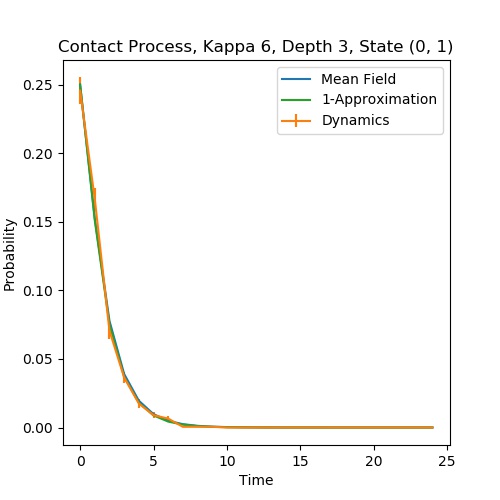 Contact Process, Kappa 6, Depth 3, State (0, 1)
Mean Field
1-Approximation
Dynamics
Probability
0.25
0.20
0.15
0.10
0.05
0.00
0 5 10 15 20 25
Time